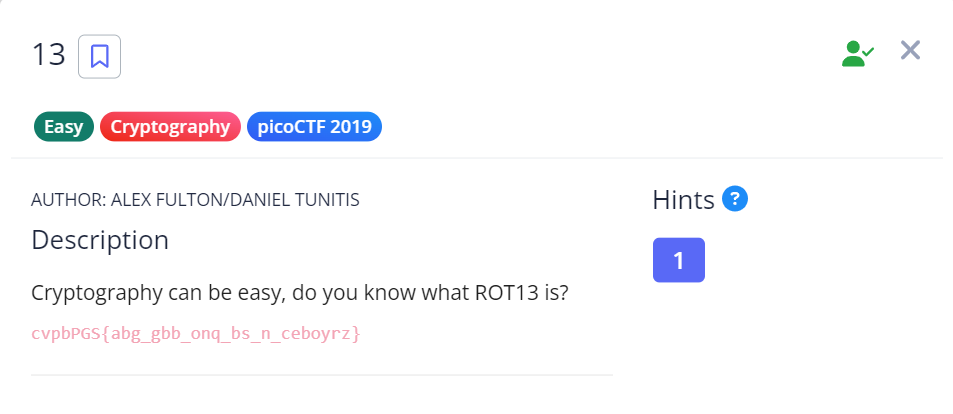 13
Easy Cryptography picoCTF 2019
AUTHOR: ALEX FULTON/DANIEL TUNITIS
Description
Cryptography can be easy, do you know what ROT13 is?
cvpbPGS{abg_gbb_onq_bs_n_ceboyrz}
Hints ?
1